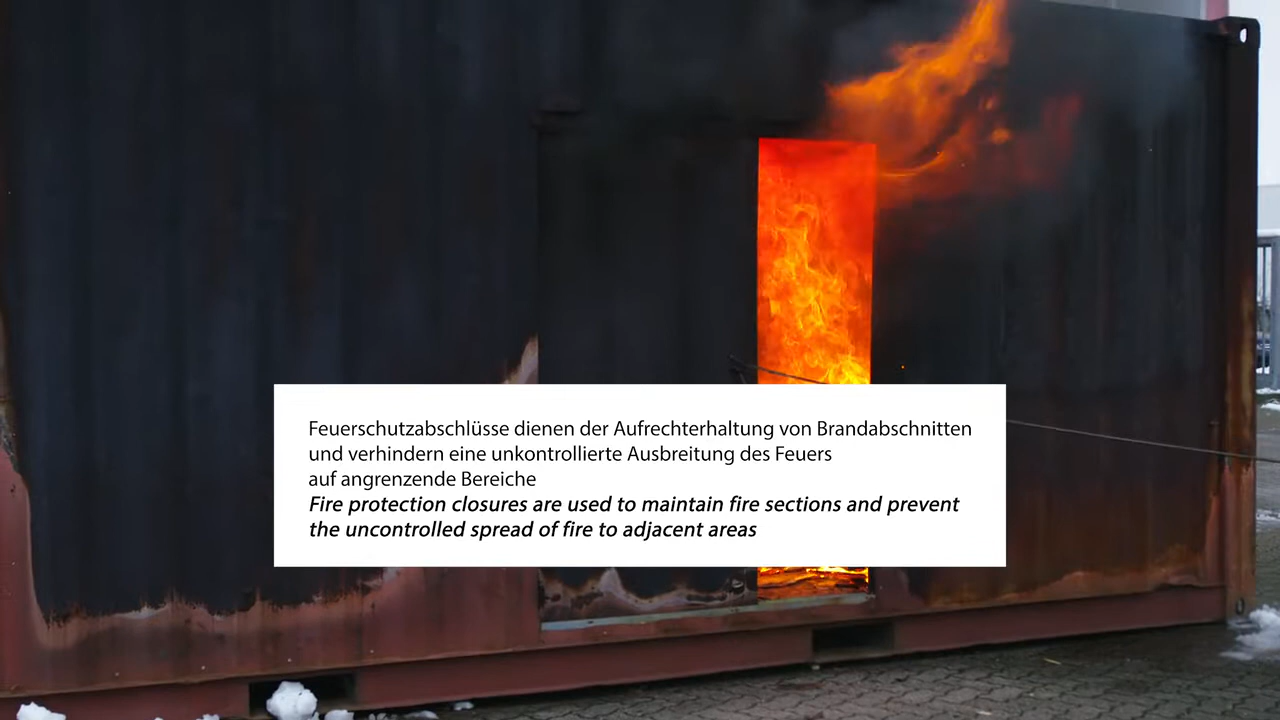 Feuerschutzabschlüsse dienen der Aufrechterhaltung von Brandabschnitten
und verhindern eine unkontrollierte Ausbreitung des Feuers
auf angrenzende Bereiche
Fire protection closures are used to maintain fire sections and prevent
the uncontrolled spread of fire to adjacent areas